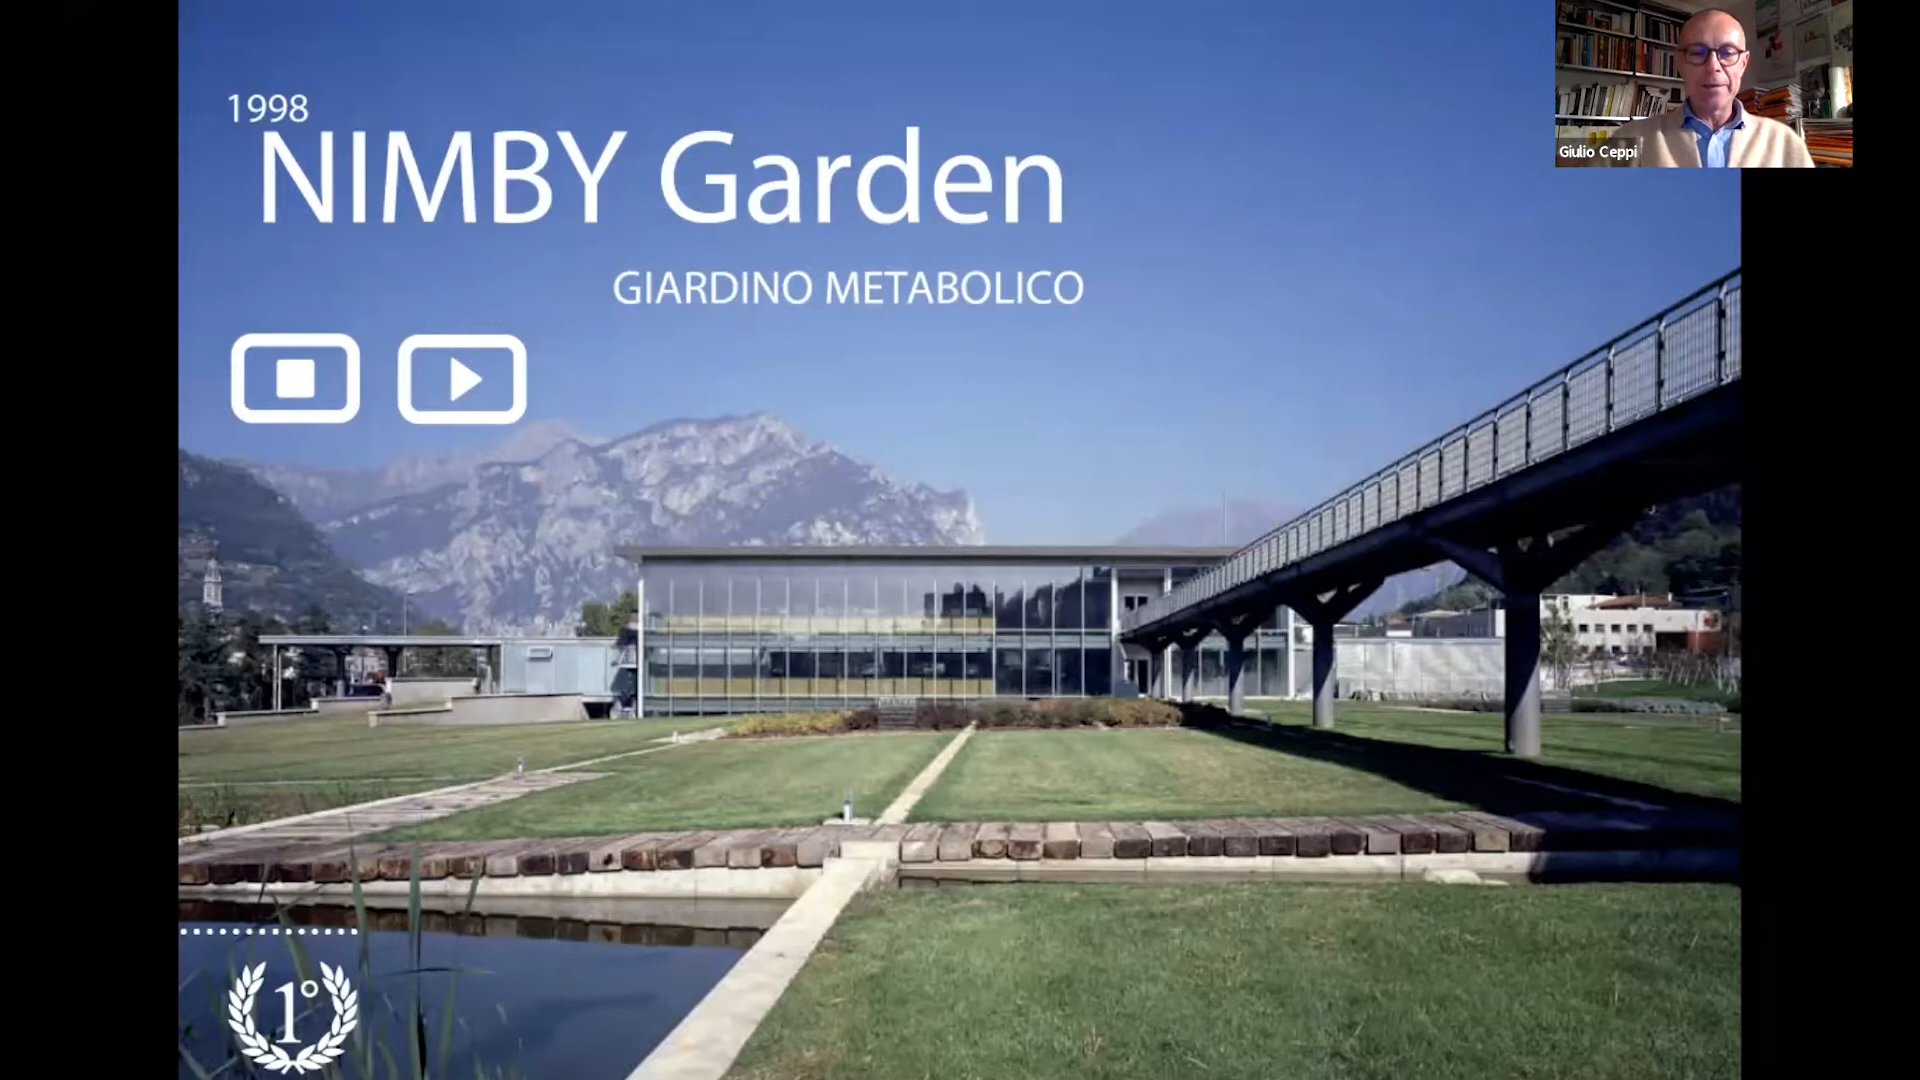 1998
NIMBY Garden
GIARDINO METABOLICO
Giulio Ceppi
1°